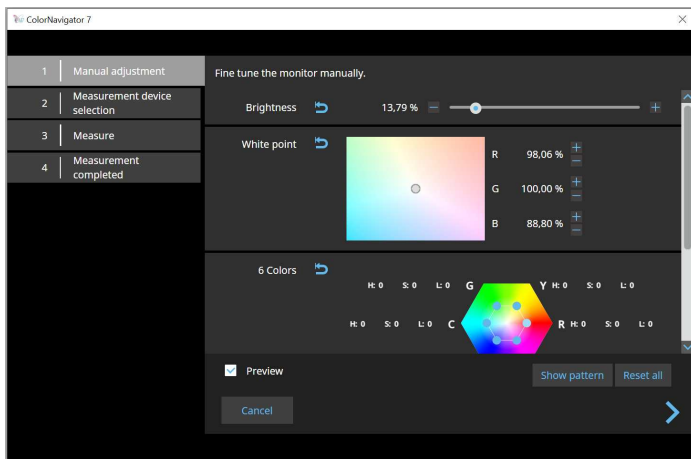 ColorNavigator 7
1 Manual adjustment
2 Measurement device
selection
3 Measure
4 Measurement
completed
Fine tune the monitor manually.
Brightness 13,79 %
White point
R 98,06 %
G 100,00 %
B 88,80 %
6 Colors
H: 0 S: 0 L: 0 G Y H: 0 S: 0 L: 0
H: 0 S: 0 L: 0 C R H: 0 S: 0 L: 0
Preview
Show pattern Reset all
Cancel